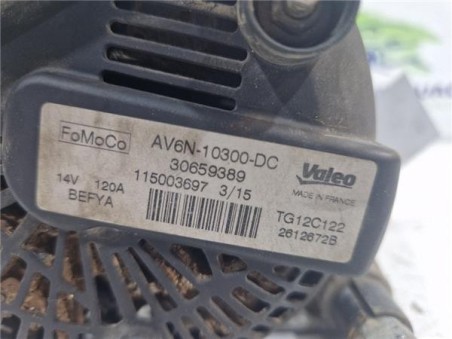 FoMoCo
AV6N-10300-DC
30659389
14V 120A
115003697 3/15
BEFYA
Valeo
MADE IN FRANCE
TG12C122
2612672B